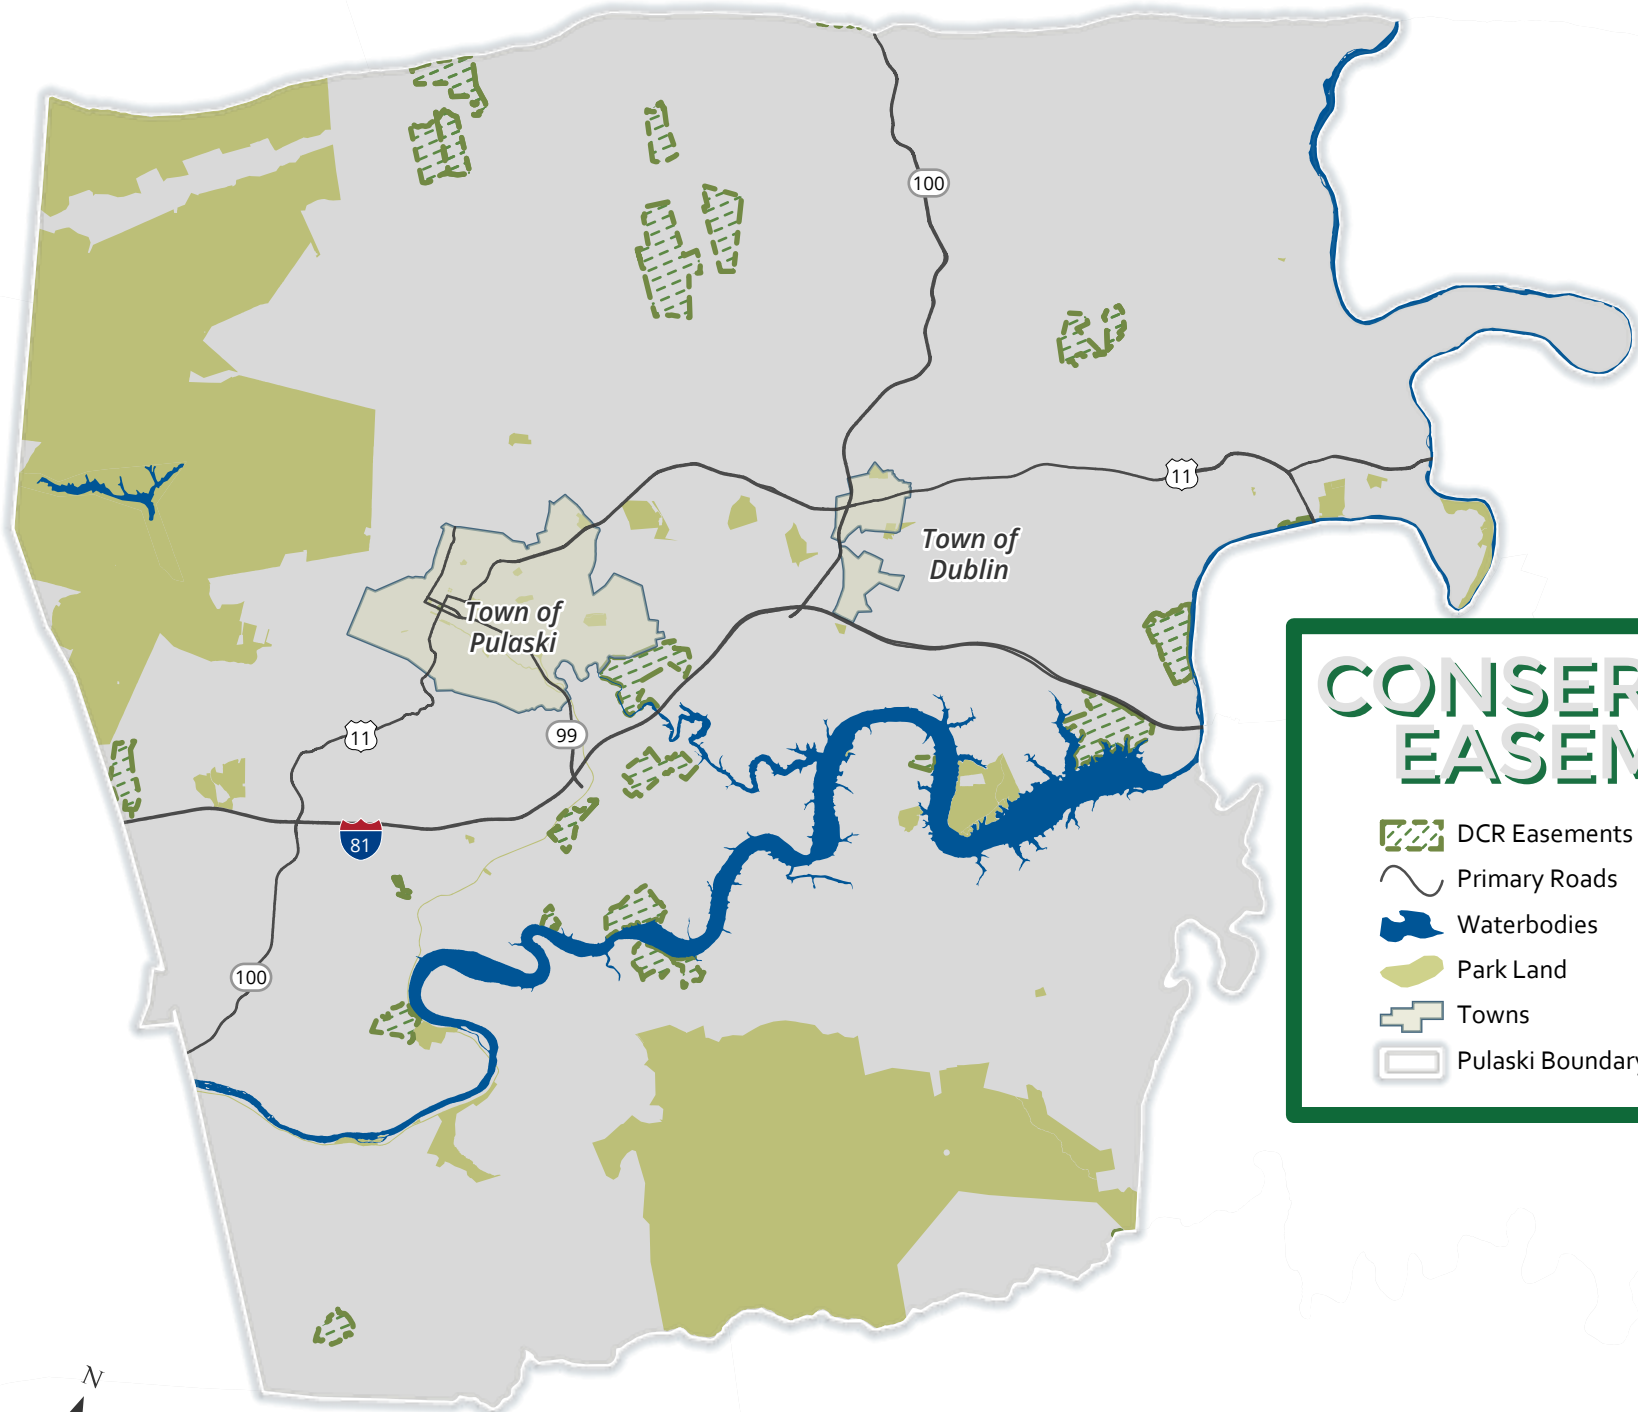 100
11
Town of
Dublin
Town of
Pulaski
11
99
81
100
CONSER
EASEM
DCR Easements
Primary Roads
Waterbodies
Park Land
Towns
Pulaski Boundary
N